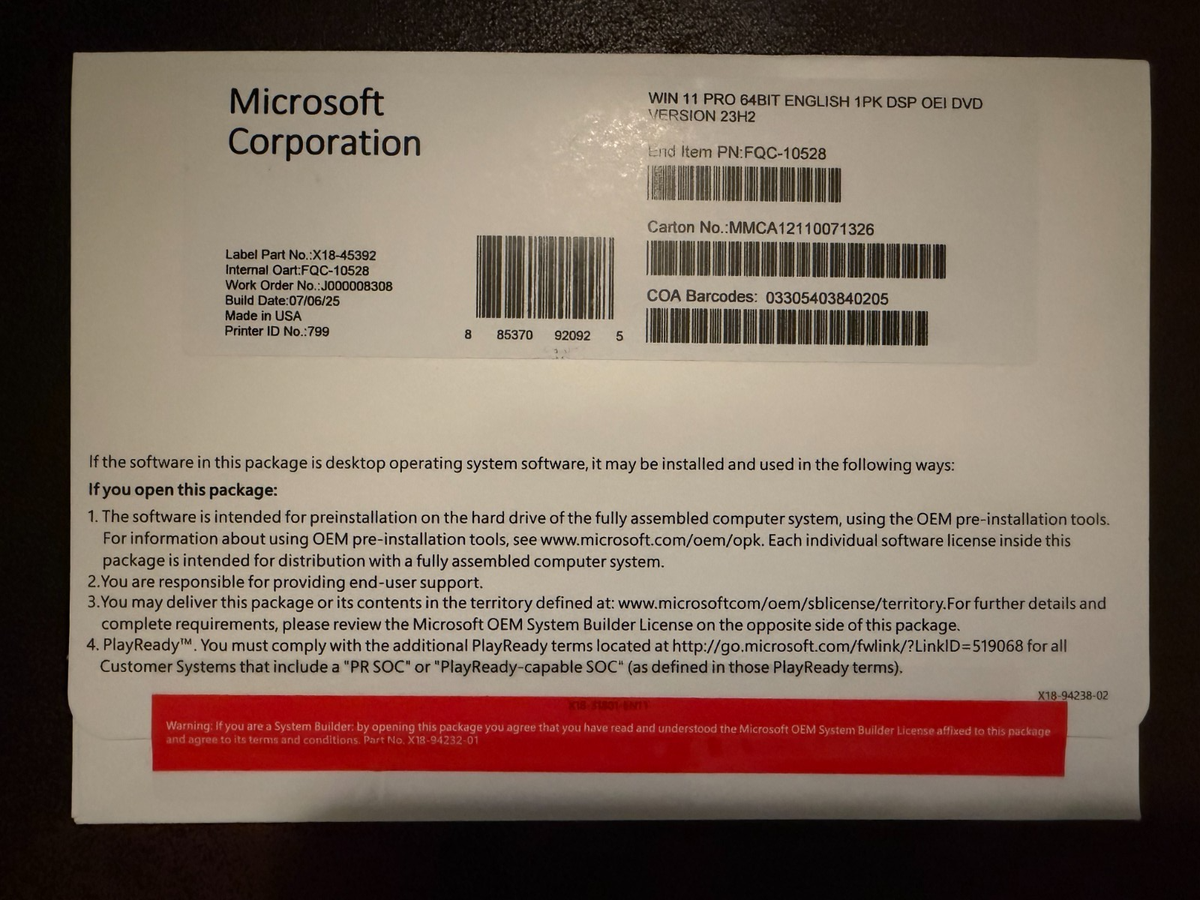 Microsoft
Corporation
WIN 11 PRO 64BIT ENGLISH 1PK DSP OEI DVD
VERSION 23H2
End Item PN:FQC-10528
Carton No.:MMCA12110071326
COA Barcodes: 03305403840205
Label Part No.:X18-45392
Internal Oart:FQC-10528
Work Order No.:J000008308
Build Date:07/06/25
Made in USA
Printer ID No.:799
8 85370 92092 5
If the software in this package is desktop operating system software, it may be installed and used in the following ways:
If you open this package:
1. The software is intended for preinstallation on the hard drive of the fully assembled computer system, using the OEM pre-installation tools.
For information about using OEM pre-installation tools, see www.microsoft.com/oem/opk. Each individual software license inside this
package is intended for distribution with a fully assembled computer system.
2.You are responsible for providing end-user support.
3.You may deliver this package or its contents in the territory defined at: www.microsoftcom/oem/sblicense/territory.For further details and
complete requirements, please review the Microsoft OEM System Builder License on the opposite side of this package.
4. PlayReady™. You must comply with the additional PlayReady terms located at http://go.microsoft.com/fwlink/?LinkID=519068 for all
Customer Systems that include a "PR SOC" or "PlayReady-capable SOC" (as defined in those PlayReady terms).
X18-94238-02
Warning: If you are a System Builder: by opening this package you agree that you have read and understood the Microsoft OEM System Builder License affixed to this package
and agree to its terms and conditions. Part No. X18-94232-01